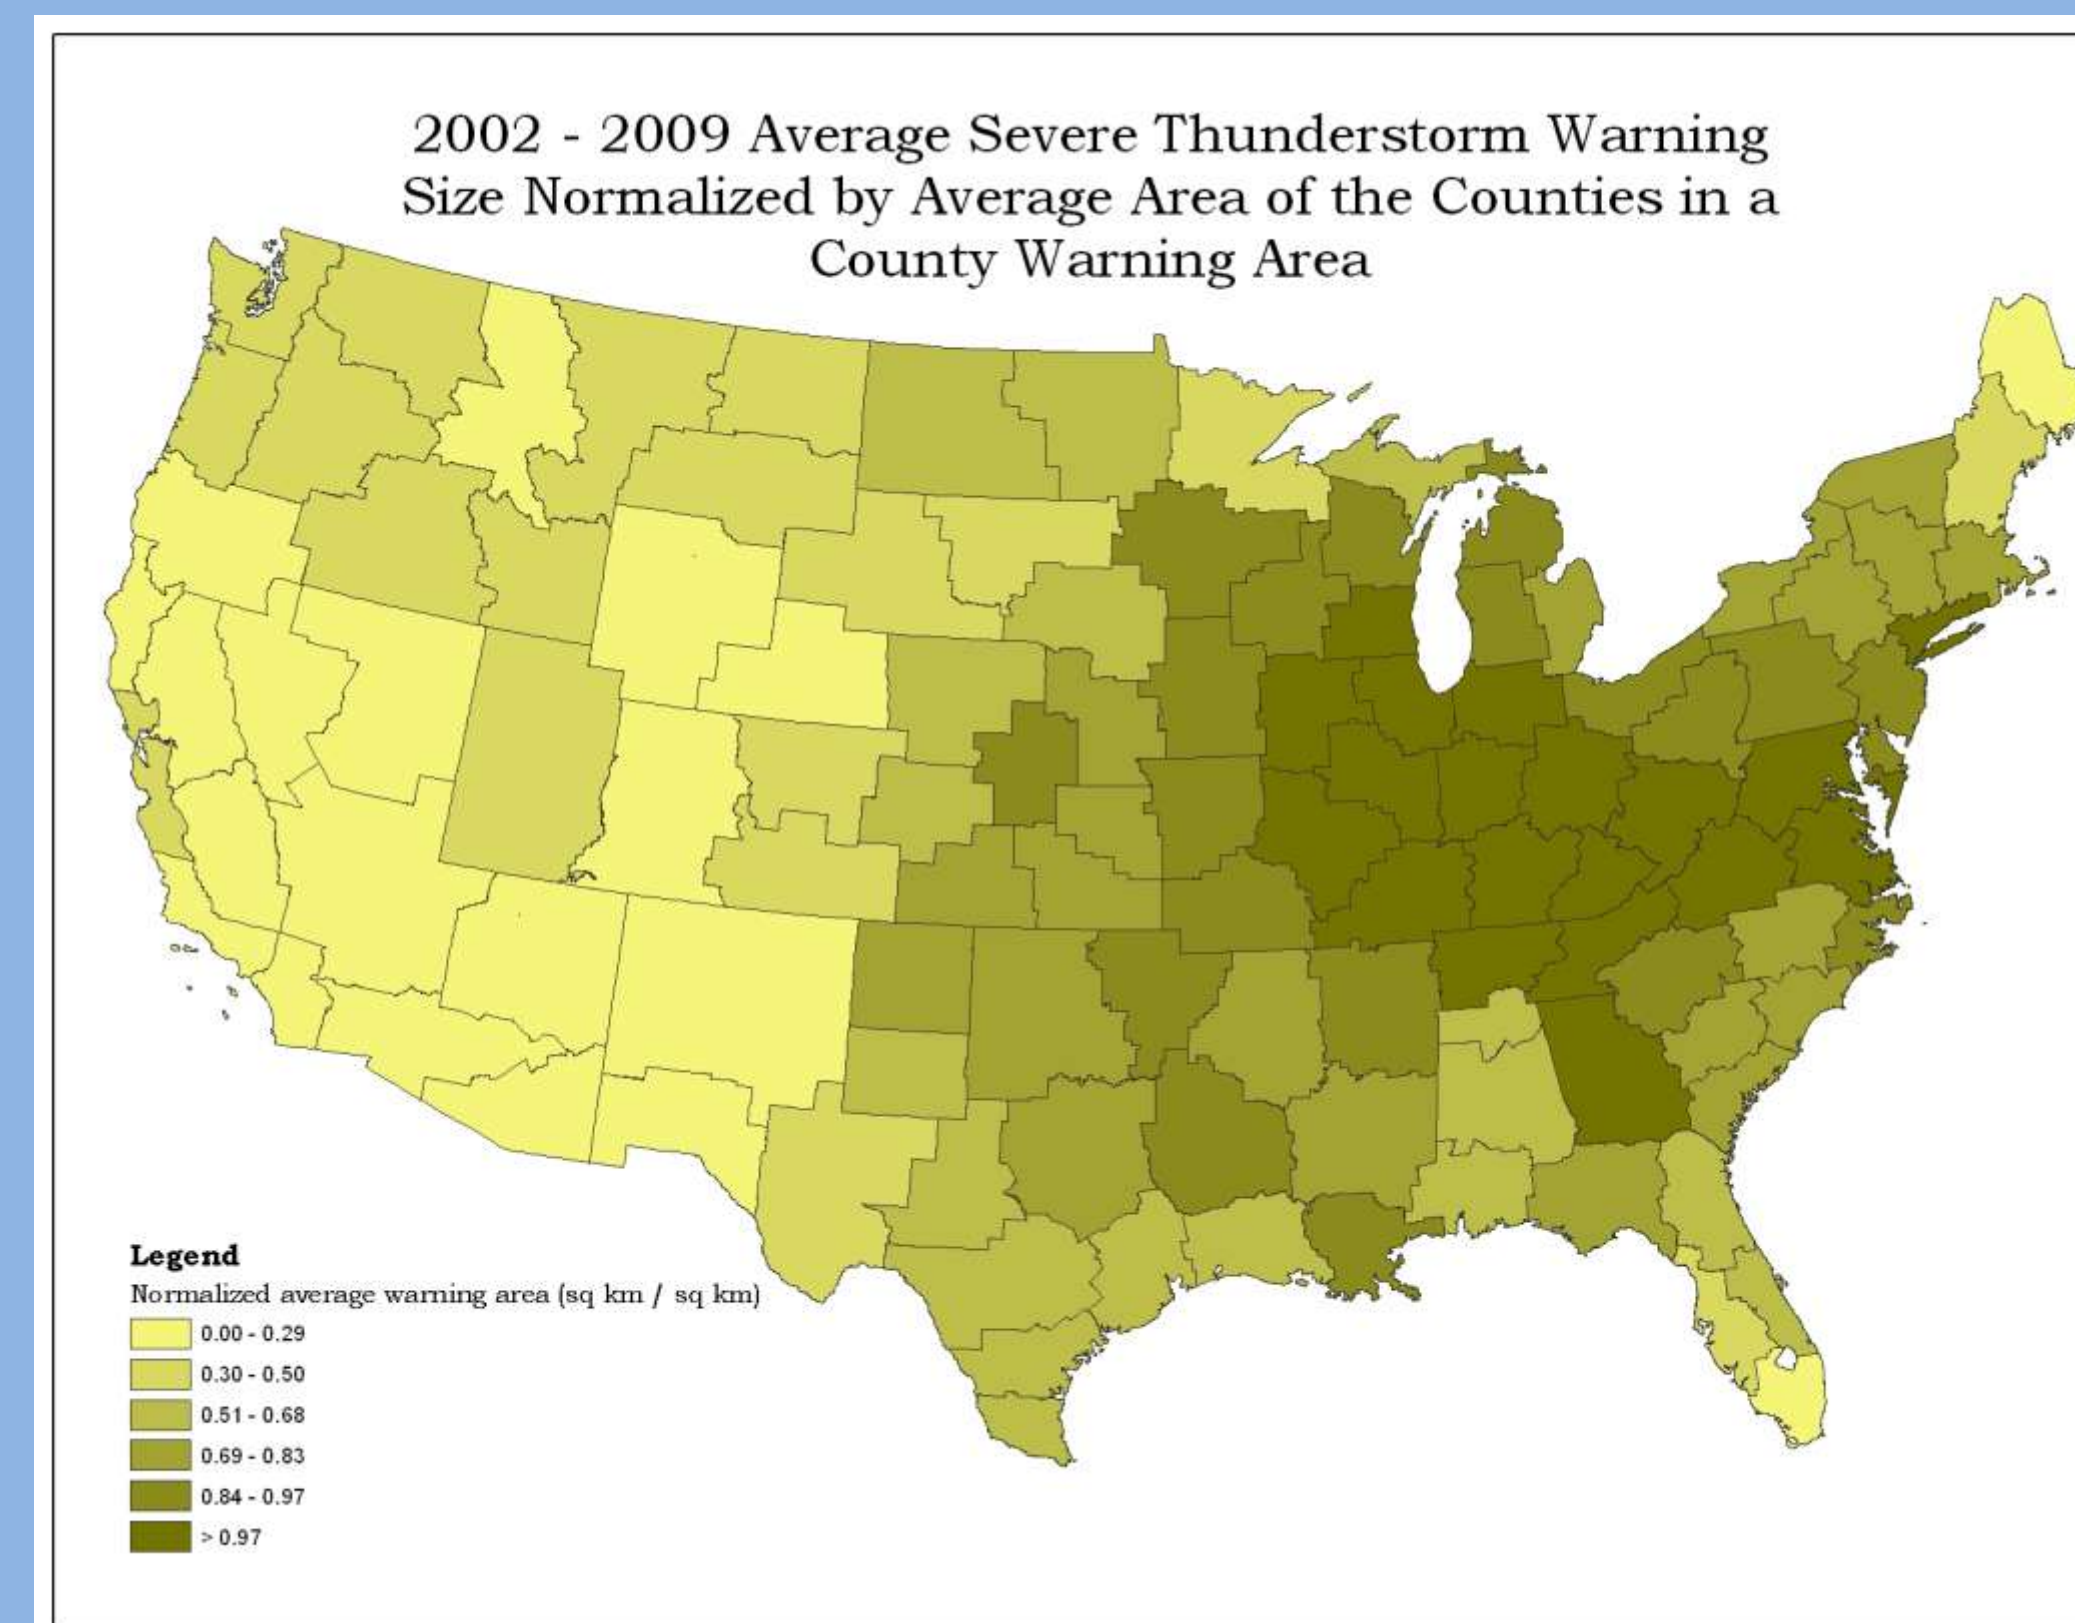 2002 - 2009 Average Severe Thunderstorm Warning
Size Normalized by Average Area of the Counties in a
County Warning Area
Legend
Normalized average warning area (sq km / sq km)
0.00 - 0.29
0.30 - 0.50
0.51 - 0.68
0.69 - 0.83
0.84 - 0.97
> 0.97